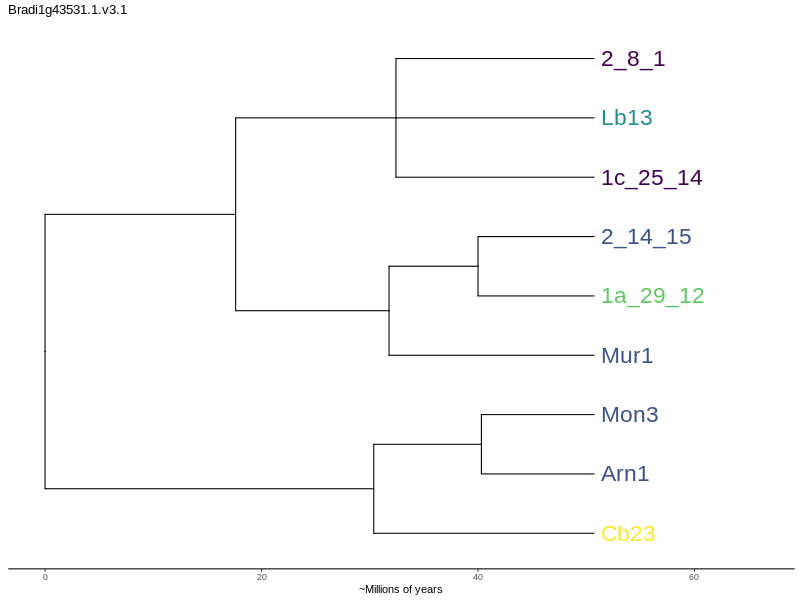 Bradi1g43531.1.v3.1
2_8_1
Lb13
1c_25_14
2_14_15
1a_29_12
Mur1
Mon3
Arn1
Cb23
0 20 40 60
~Millions of years